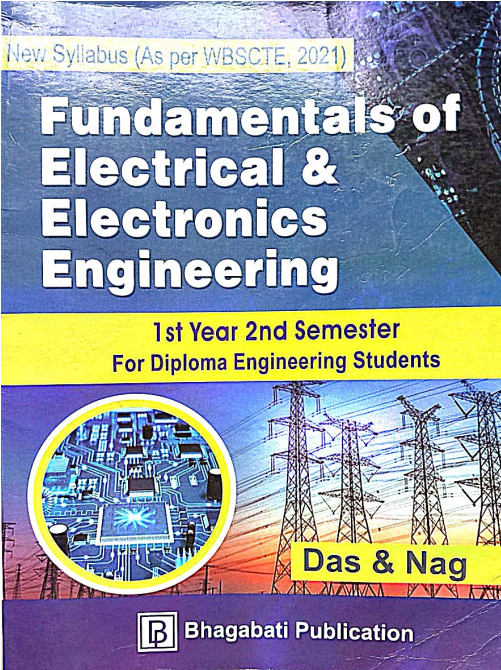 New Syllabus (As per WBSCTE, 2021)
Fundamentals of
Electrical &
Electronics
Engineering
1st Year 2nd Semester
For Diploma Engineering Students
Das & Nag
B Bhagabati Publication